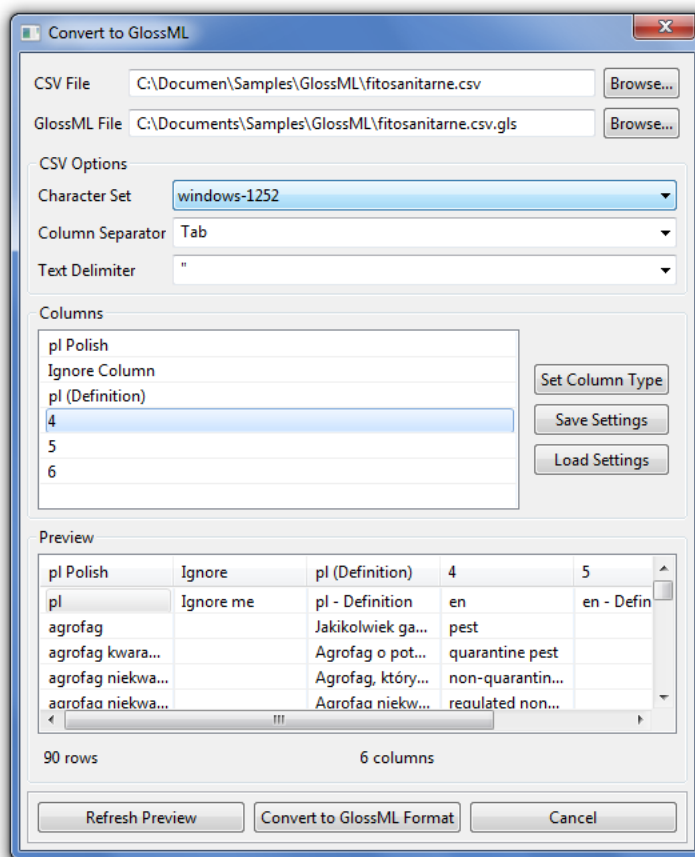 Convert to GlossML
CSV File C:\Documen\Samples\GlossML\fitosanitarne.csv Browse...
GlossML File C:\Documents\Samples\GlossML\fitosanitarne.csv.gls Browse...
CSV Options
Character Set windows-1252
Column Separator Tab
Text Delimiter "
Columns
pl Polish
Ignore Column
pl (Definition)
4
5
6
Set Column Type
Save Settings
Load Settings
Preview
pl Polish Ignore pl (Definition) 4 5
pl Ignore me pl - Definition en en - Defin
agrofag Jakikolwiek ga... pest
agrofag kwara... Agrofag o pot... quarantine pest
agrofag niekwa... Agrofag, który... non-quarantin...
agrofag niekwa... Agrofag niekw... regulated non...
90 rows 6 columns
Refresh Preview Convert to GlossML Format Cancel